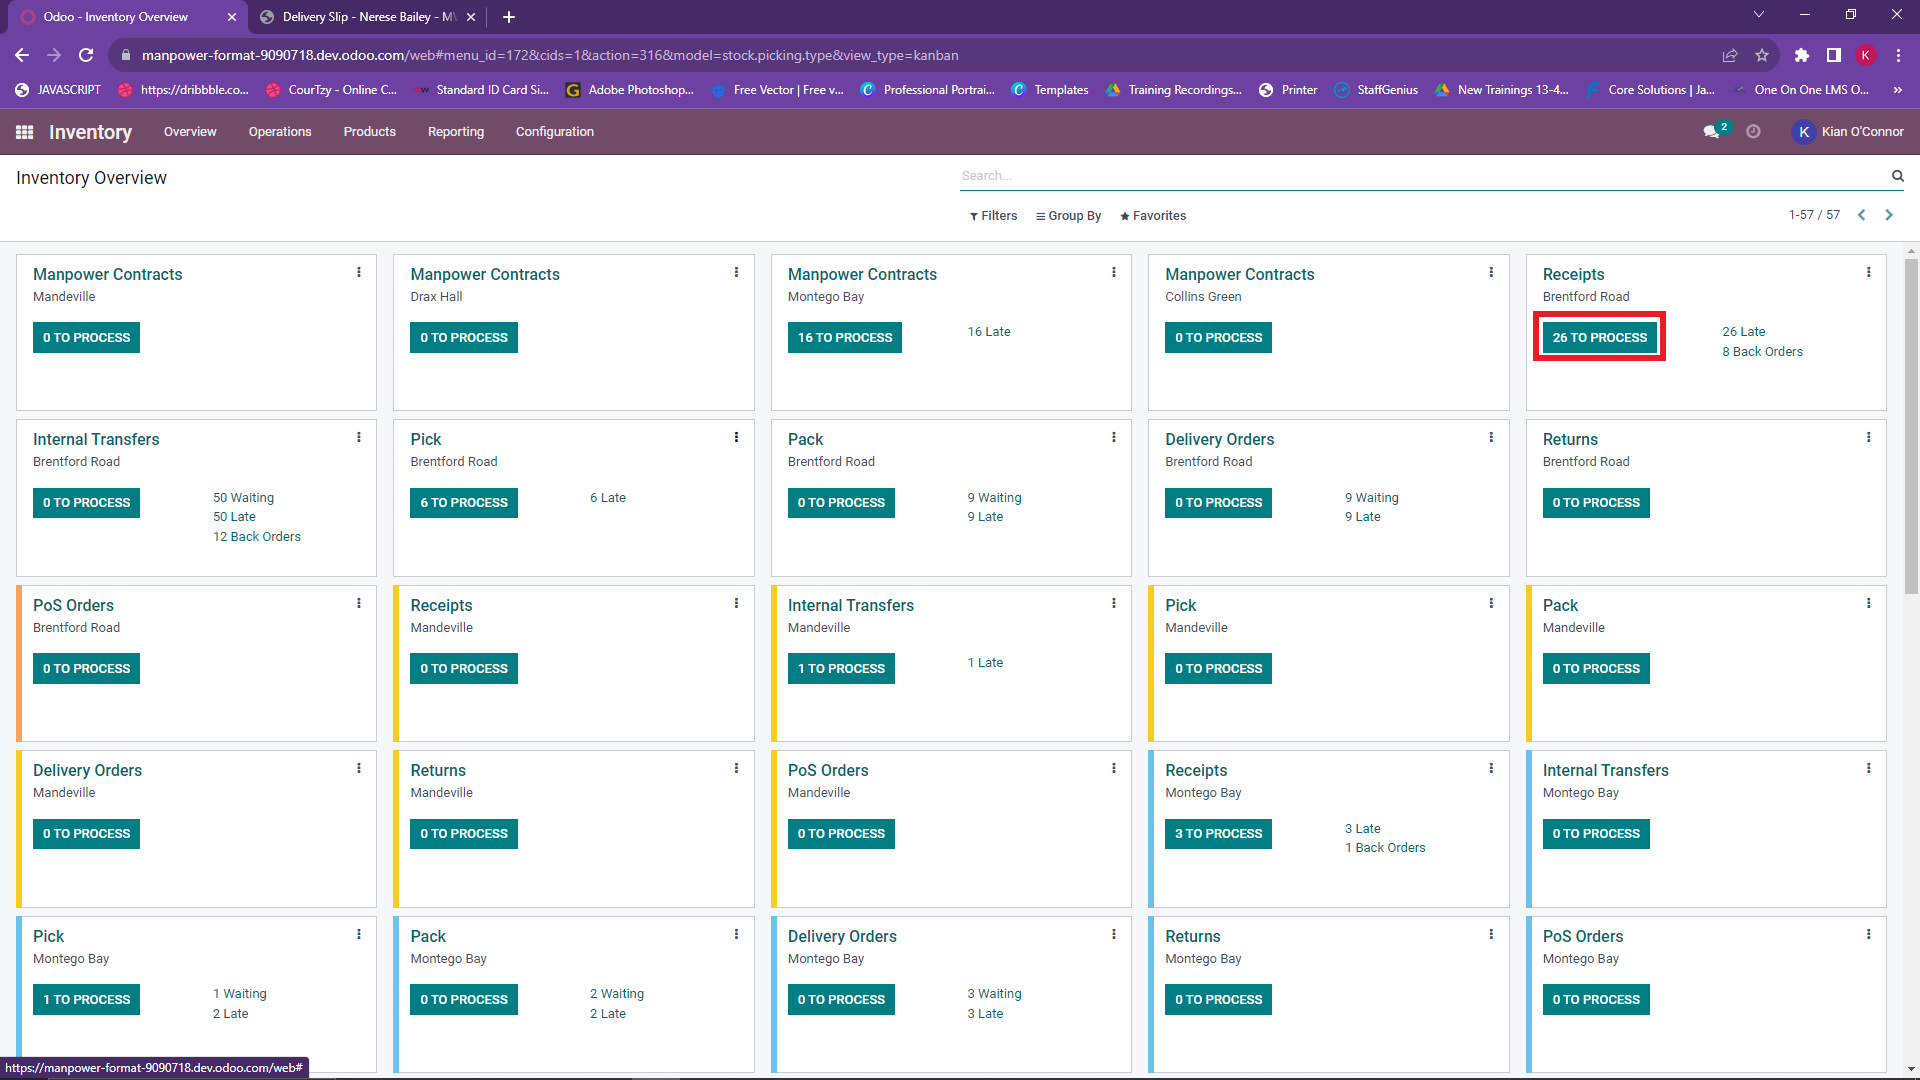 Odoo - Inventory Overview
Delivery Slip - Nerese Bailey - M
manpower-format-9090718.dev.odoo.com/web#menu_id=172&cids=1&action=316&model=stock.picking.type&view_type=kanban
K
JAVASCRIPT https://dribbble.co... CourTzy - Online C... Standard ID Card Si... Adobe Photoshop... Free Vector | Free v... Professional Portrai... Templates Training Recordings... Printer StaffGenius New Trainings 13-4... Core Solutions | Ja... One On One LMS O... »
Inventory Overview Operations Products Reporting Configuration 2 K Kian O'Connor
Inventory Overview
Search...
Filters Group By Favorites 1-57 / 57
Manpower Contracts
Mandeville
0 TO PROCESS
Manpower Contracts
Drax Hall
0 TO PROCESS
Manpower Contracts
Montego Bay
16 TO PROCESS
16 Late
Manpower Contracts
Collins Green
0 TO PROCESS
Receipts
Brentford Road
26 TO PROCESS
26 Late
8 Back Orders
Internal Transfers
Brentford Road
0 TO PROCESS
50 Waiting
50 Late
12 Back Orders
Pick
Brentford Road
6 TO PROCESS
6 Late
Pack
Brentford Road
0 TO PROCESS
9 Waiting
9 Late
Delivery Orders
Brentford Road
0 TO PROCESS
9 Waiting
9 Late
Returns
Brentford Road
0 TO PROCESS
PoS Orders
Brentford Road
0 TO PROCESS
Receipts
Mandeville
0 TO PROCESS
Internal Transfers
Mandeville
1 TO PROCESS
1 Late
Pick
Mandeville
0 TO PROCESS
Pack
Mandeville
0 TO PROCESS
Delivery Orders
Mandeville
0 TO PROCESS
Returns
Mandeville
0 TO PROCESS
PoS Orders
Mandeville
0 TO PROCESS
Receipts
Montego Bay
3 TO PROCESS
3 Late
1 Back Orders
Internal Transfers
Montego Bay
0 TO PROCESS
Pick
Montego Bay
1 TO PROCESS
1 Waiting
2 Late
Pack
Montego Bay
0 TO PROCESS
2 Waiting
2 Late
Delivery Orders
Montego Bay
0 TO PROCESS
3 Waiting
3 Late
Returns
Montego Bay
0 TO PROCESS
PoS Orders
Montego Bay
0 TO PROCESS
https://manpower-format-9090718.dev.odoo.com/web#